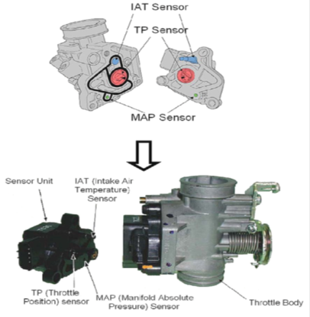 IAT Sensor
TP Sensor
MAP Sensor
Sensor Unit
IAT (Intake Air
Temperature)
Sensor
TP (Throttle
Position) sensor
MAP (Manifold Absolute
Pressure) Sensor
Throttle Body